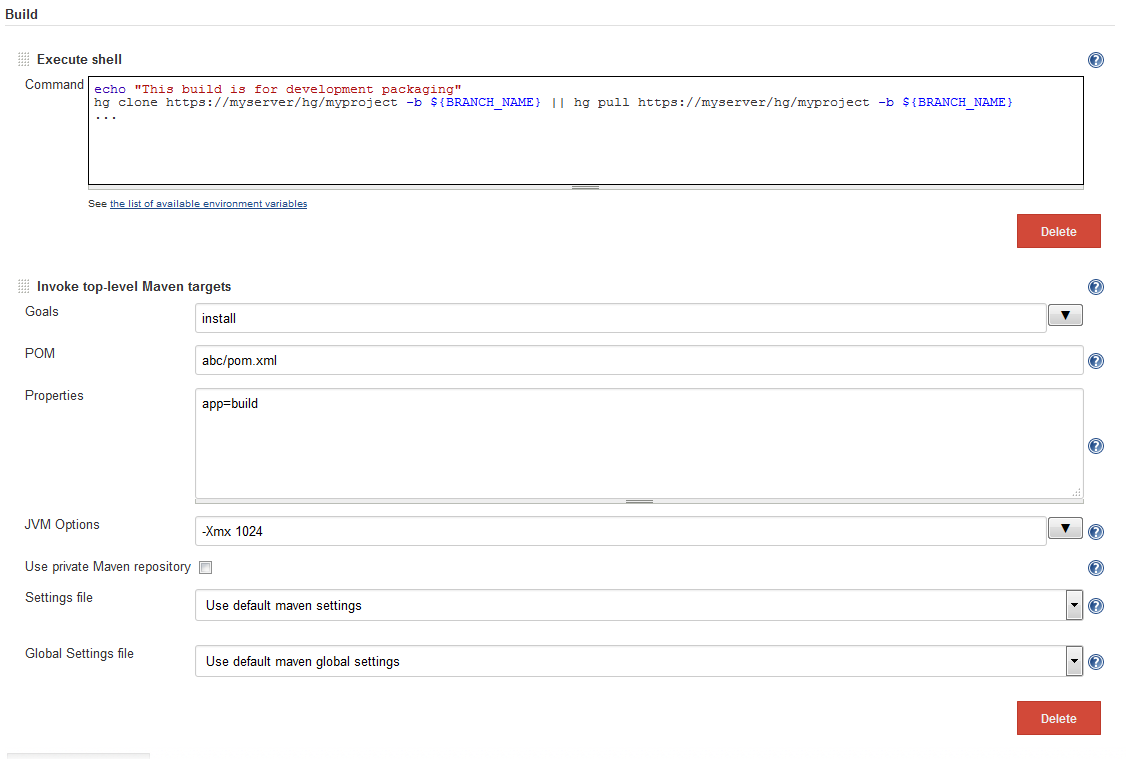 Build
Execute shell
Command
echo "This build is for development packaging"
hg clone https://myserver/hg/myproject -b ${BRANCH_NAME} || hg pull https://myserver/hg/myproject -b ${BRANCH_NAME}
...
See the list of available environment variables
Delete
Invoke top-level Maven targets
Goals
install
POM
abc/pom.xml
Properties
app=build
JVM Options
-Xmx 1024
Use private Maven repository
Settings file
Use default maven settings
Global Settings file
Use default maven global settings
Delete